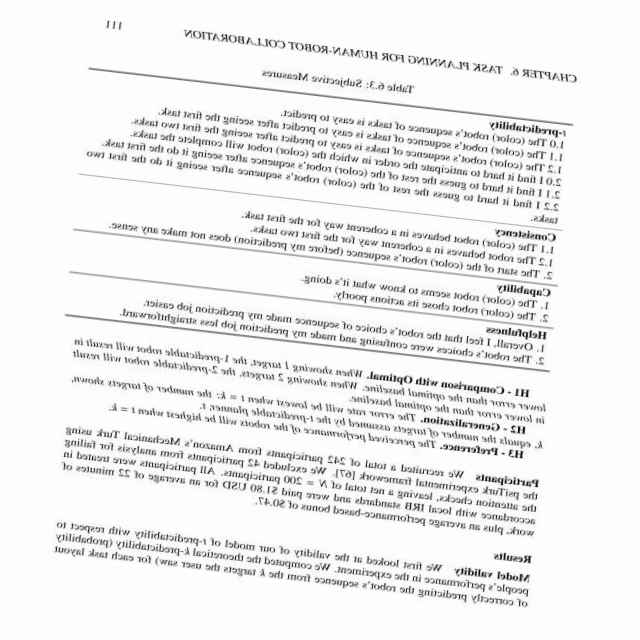 CHAPTER 6. TASK PLANNING FOR HUMAN-ROBOT COLLABORATION 111
Table 6.3: Subjective Measures
t-predictability
1.0 The (color) robot's sequence of tasks is easy to predict.
1.1 The (color) robot's sequence of tasks is easy to predict after seeing the first task.
1.2 The (color) robot's sequence of tasks is easy to predict after seeing the first two tasks.
2.0 I find it hard to anticipate the order in which the (color) robot will complete the tasks.
2.1 I find it hard to guess the rest of the (color) robot's sequence after seeing it do the first task.
2.2 I find it hard to guess the rest of the (color) robot's sequence after seeing it do the first two
tasks.
Consistency
1.1 The (color) robot behaves in a coherent way for the first task.
1.2 The robot behaves in a coherent way for the first two tasks.
2. The start of the (color) robot's sequence (before my prediction) does not make any sense.
Capability
1. The (color) robot seems to know what it's doing.
2. The (color) robot chose its actions poorly.
Helpfulness
1. Overall, I feel that the robot's choice of sequence made my prediction job easier.
2. The robot's choices were confusing and made my prediction job less straightforward.
H1 - Comparison with Optimal. When showing 1 target, the 1-predictable robot will result in
lower error than the optimal baseline. When showing 2 targets, the 2-predictable robot will result
in lower error than the optimal baseline.
H2 - Generalization. The error rate will be lowest when t = k: the number of targets shown,
k, equals the number of targets assumed by the t-predictable planner, t.
H3 - Preference. The perceived performance of the robots will be highest when t = k.
Participants We recruited a total of 242 participants from Amazon's Mechanical Turk using
the psiTurk experimental framework [67]. We excluded 42 participants from analysis for failing
the attention checks, leaving a net total of N = 200 participants. All participants were treated in
accordance with local IRB standards and were paid $1.80 USD for an average of 22 minutes of
work, plus an average performance-based bonus of $0.47.
Results
Model validity We first looked at the validity of our model of t-predictability with respect to
people's performance in the experiment. We computed the theoretical k-predictability (probability
of correctly predicting the robot's sequence from the k targets the user saw) for each task layout